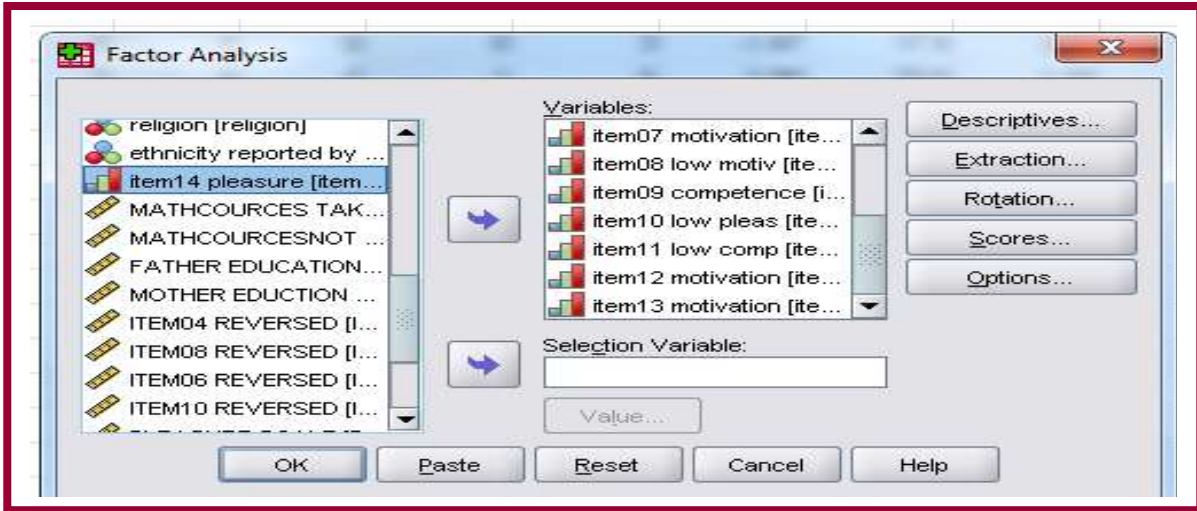 Factor Analysis
religion [religion]
ethnicity reported by ...
item14 pleasure [item...
MATHCOURCES TAK...
MATHCOURCESNOT ...
FATHER EDUCATION...
MOTHER EDUCTION ...
ITEM04 REVERSED [I...
ITEM08 REVERSED [I...
ITEM06 REVERSED [I...
ITEM10 REVERSED [I...
Variables:
item07 motivation [ite...
item08 low motiv [ite...
item09 competence [i...
item10 low pleas [ite...
item11 low comp [ite...
item12 motivation [ite...
item13 motivation [ite...
Selection Variable:
Value...
Descriptives...
Extraction...
Rotation...
Scores...
Options...
OK
Paste
Reset
Cancel
Help